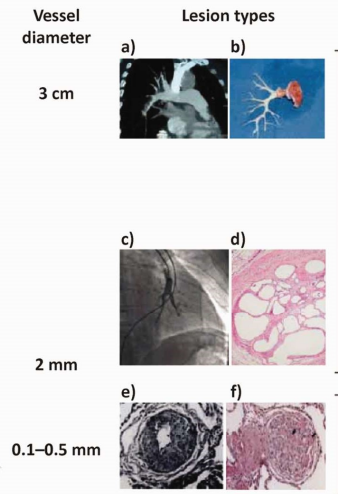 Vessel diameter
Lesion types
a)
b)
3 cm
c)
d)
2 mm
e)
f)
0.1–0.5 mm